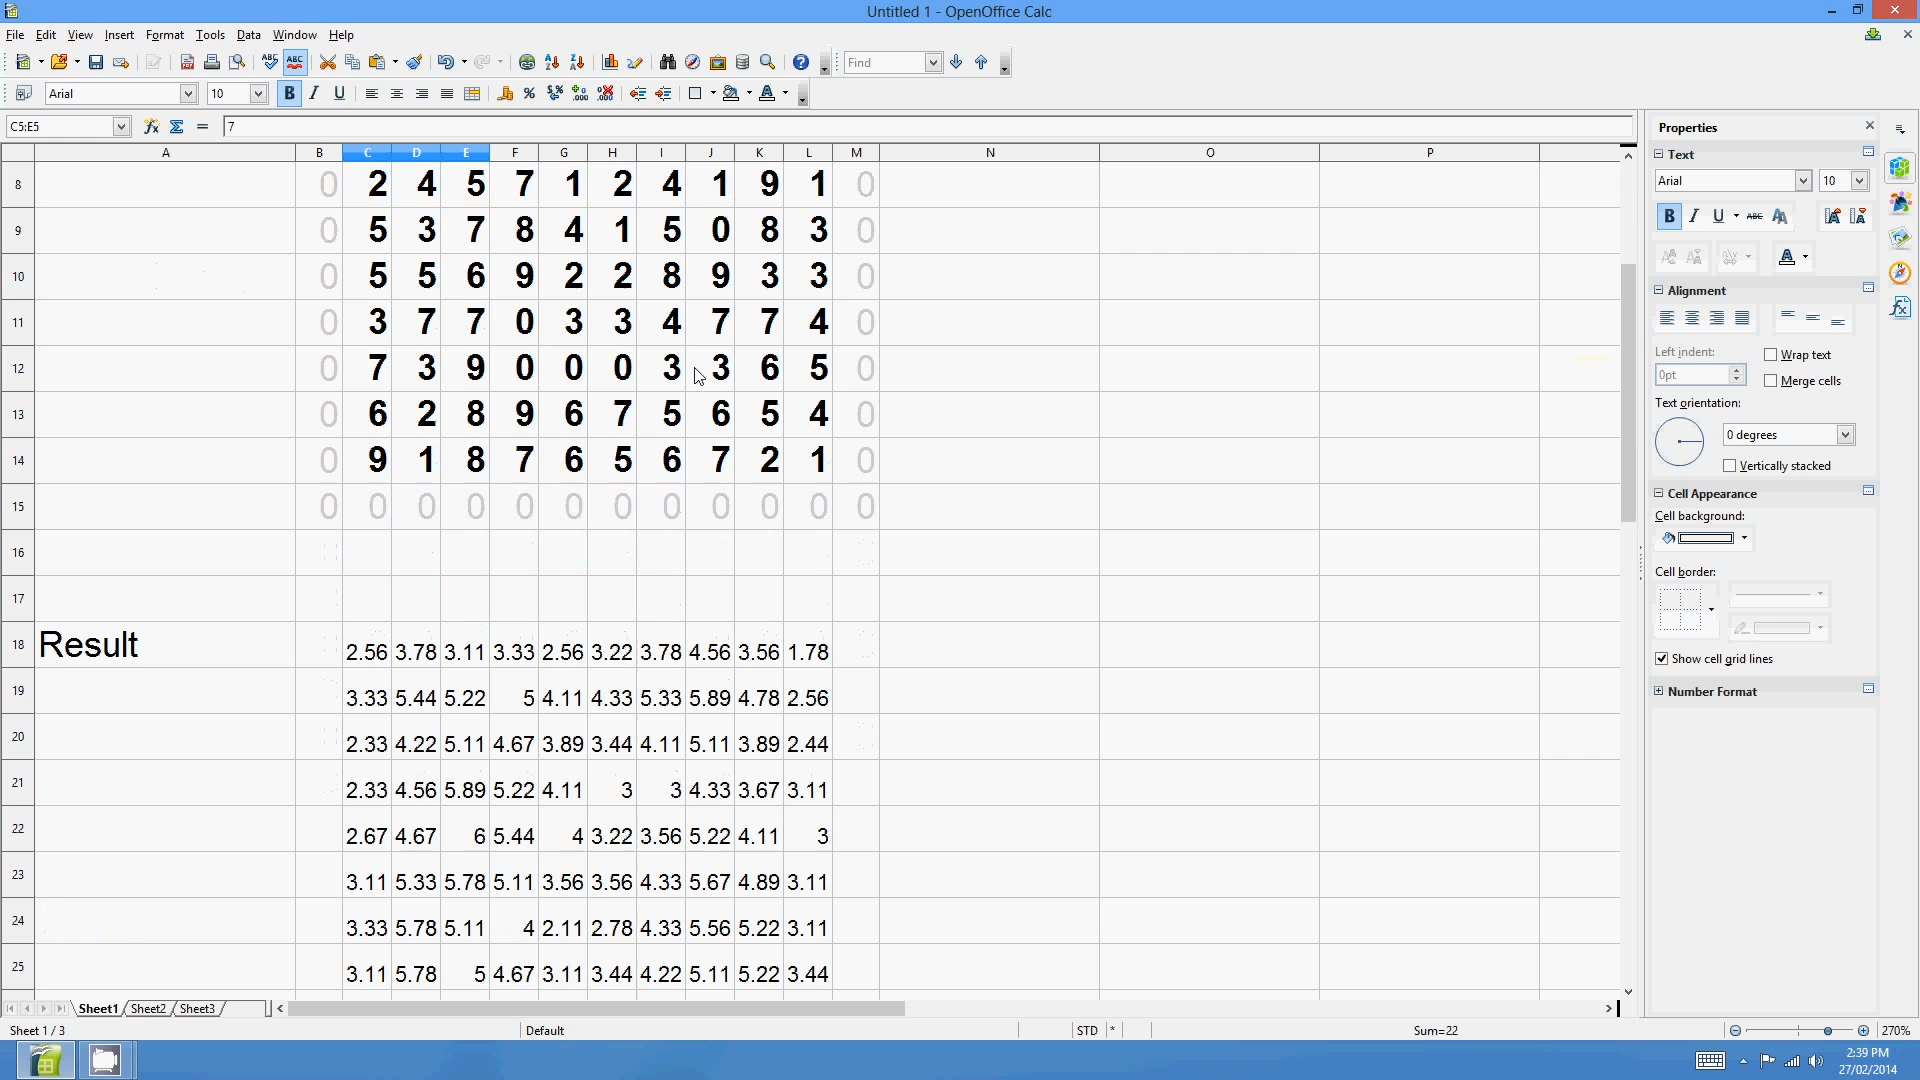 Untitled 1 - OpenOffice Calc
File Edit View Insert Format Tools Data Window Help
Find
Arial 10
C5:E5 7
A B C D E F G H I J K L M N O P
8 0 2 4 5 7 1 2 4 1 9 1 0
9 0 5 3 7 8 4 1 5 0 8 3 0
10 0 5 5 6 9 2 2 8 9 3 3 0
11 0 3 7 7 0 3 3 4 7 7 4 0
12 0 7 3 9 0 0 0 3 3 6 5 0
13 0 6 2 8 9 6 7 5 6 5 4 0
14 0 9 1 8 7 6 5 6 7 2 1 0
15 0 0 0 0 0 0 0 0 0 0 0 0
16
17
18 Result 2.56 3.78 3.11 3.33 2.56 3.22 3.78 4.56 3.56 1.78
19 3.33 5.44 5.22 5 4.11 4.33 5.33 5.89 4.78 2.56
20 2.33 4.22 5.11 4.67 3.89 3.44 4.11 5.11 3.89 2.44
21 2.33 4.56 5.89 5.22 4.11 3 3 4.33 3.67 3.11
22 2.67 4.67 6 5.44 4 3.22 3.56 5.22 4.11 3
23 3.11 5.33 5.78 5.11 3.56 3.56 4.33 5.67 4.89 3.11
24 3.33 5.78 5.11 4 2.11 2.78 4.33 5.56 5.22 3.11
25 3.11 5.78 5 4.67 3.11 3.44 4.22 5.11 5.22 3.44
Properties
Text
Arial 10
Alignment
Left indent:
0pt
Wrap text
Merge cells
Text orientation:
0 degrees
Vertically stacked
Cell Appearance
Cell background:
Cell border:
Show cell grid lines
Number Format
Sheet1 Sheet2 Sheet3
Sheet 1 / 3 Default STD * Sum=22 270%
2:39 PM
27/02/2014